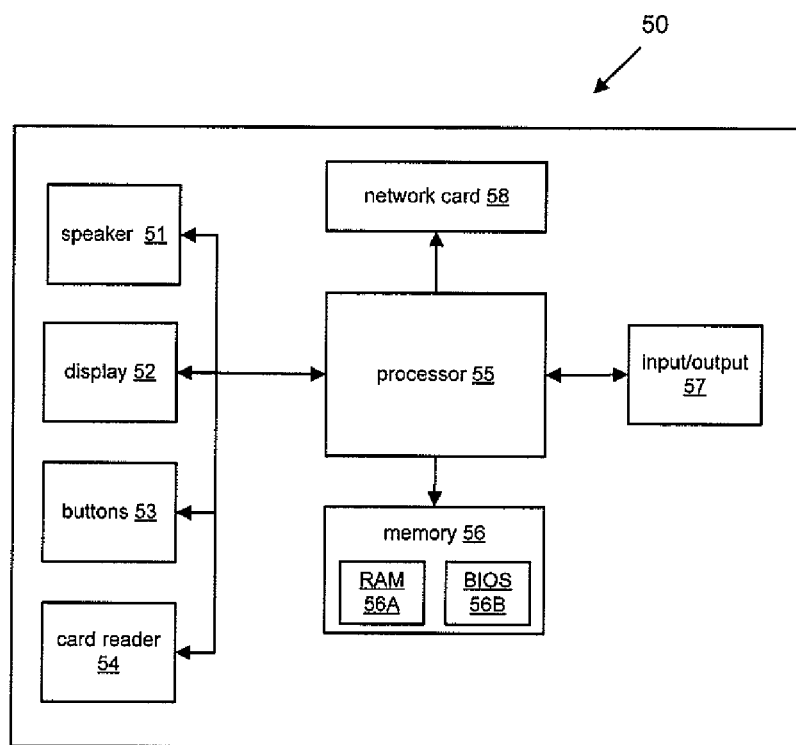 50
speaker 51
display 52
buttons 53
card reader
54
network card 58
processor 55
memory 56
RAM
56A
BIOS
56B
input/output
57